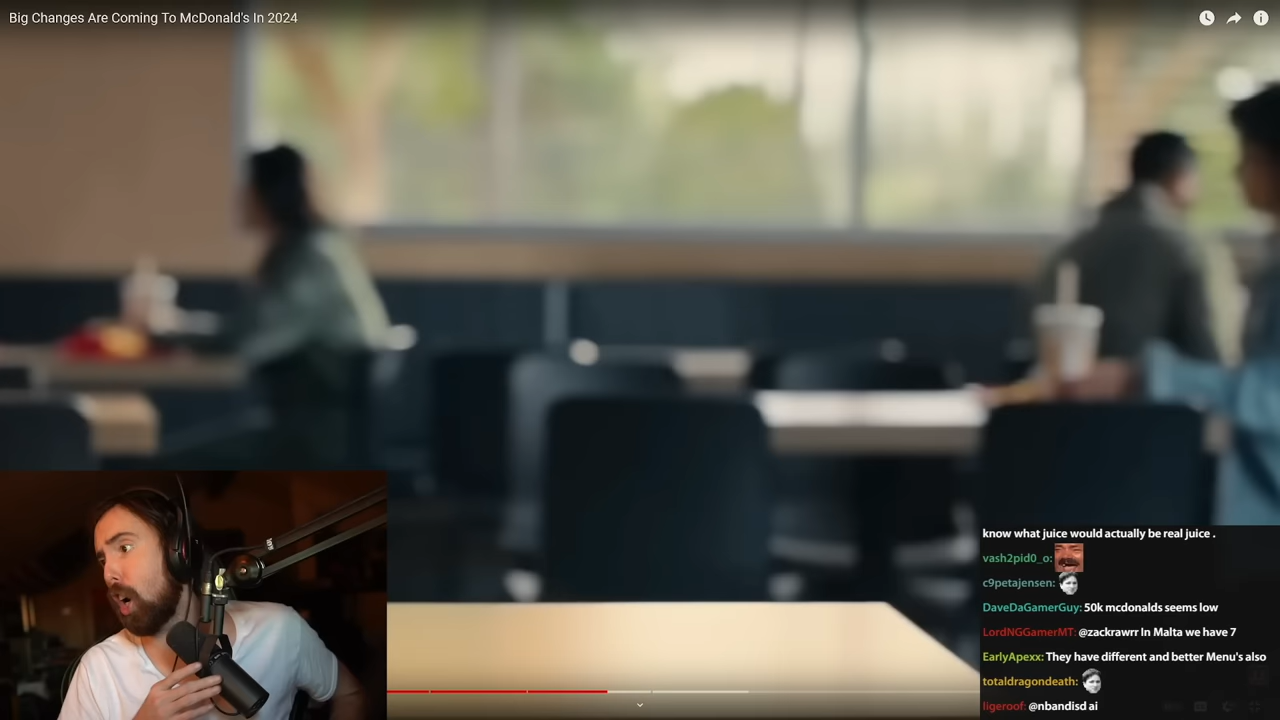 Big Changes Are Coming To McDonald's In 2024
know what juice would actually be real juice .
vash2pid0_o:
c9petajensen:
DaveDaGamerGuy: 50k mcdonalds seems low
LordNGGamerMT: @zackrawrr In Malta we have 7
EarlyApexx: They have different and better Menu's also
totaldragondeath:
ligeroof: @nbandisd ai